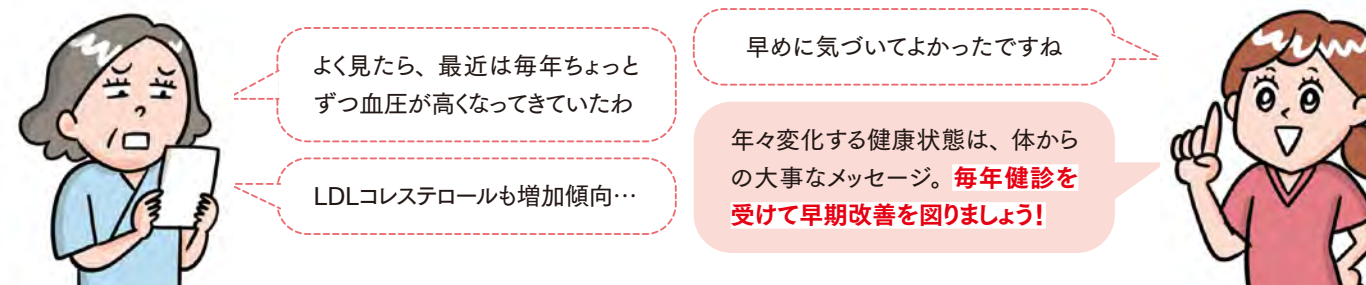 よく見たら、最近は毎年ちょっと
ずつ血圧が高くなってきていたわ
LDLコレステロールも増加傾向…
早めに気づいてよかったですね
年々変化する健康状態は、体から
の大事なメッセージ。毎年健診を
受けて早期改善を図りましょう！